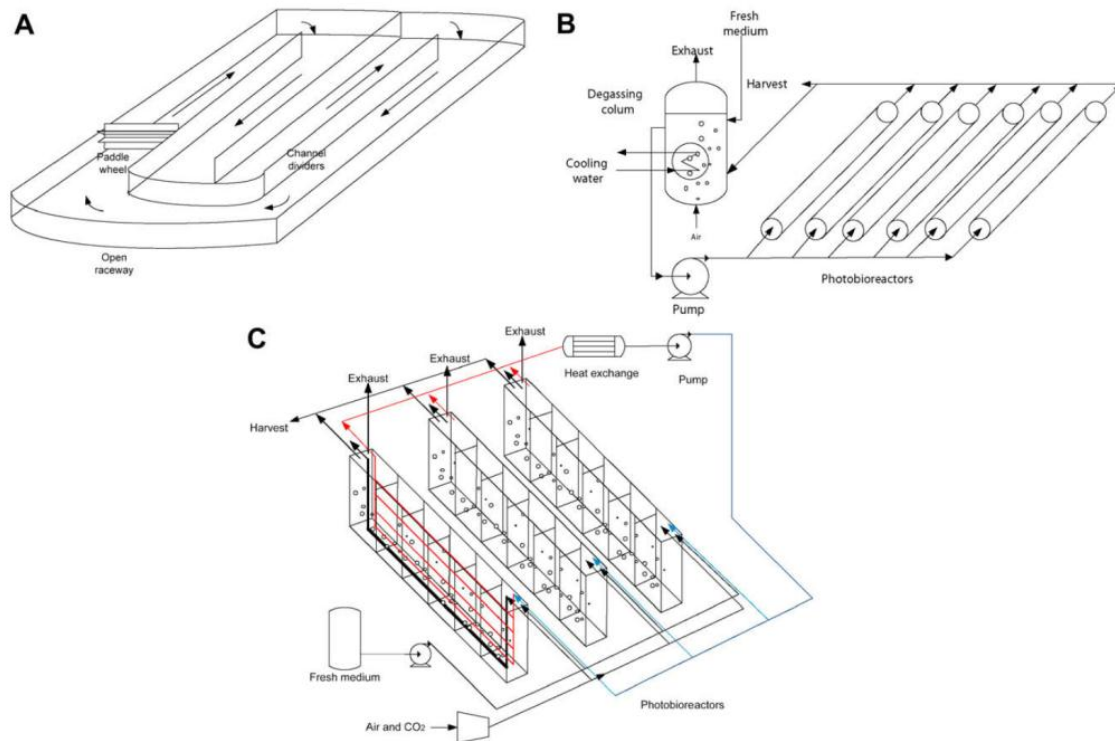 A
Paddle
wheel
Channel
dividers
Open
raceway
B
Fresh
medium
Exhaust
Harvest
Degassing
colum
Cooling
water
Air
Pump
Photobioreactors
C
Exhaust
Exhaust
Exhaust
Heat exchange
Pump
Harvest
Fresh medium
Air and CO2
Photobioreactors